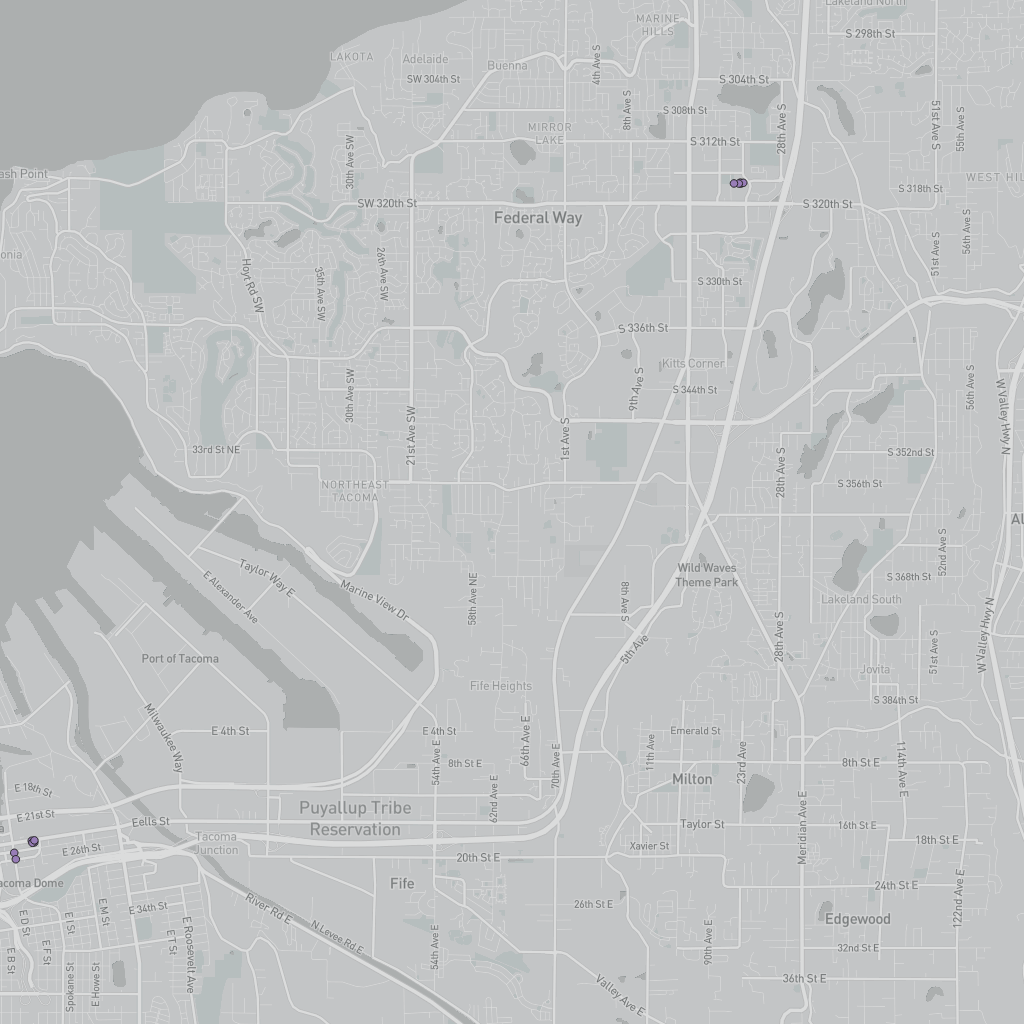 Lakeland North
MARINE
HILLS
S 298th St
LAKOTA
Adelaide
Buenna
4th Ave S
SW 304th St
S 304th St
8th Ave S
S 308th St
51st Ave S
55th Ave S
28th Ave S
MIRROR
LAKE
S 312th St
30th Ave SW
ash Point
WEST HIL
S 318th St
SW 320th St
S 320th St
Federal Way
56th Ave S
51st Ave S
onia
26th Ave SW
Hoyt Rd SW
35th Ave SW
S 330th St
S 336th St
Kitts Corner
S 344th St
9th Ave S
30th Ave SW
56th Ave S
W Valley Hwy N
21st Ave SW
1st Ave S
33rd St NE
S 352nd St
28th Ave S
NORTHEAST
TACOMA
S 356th St
Al
52nd Ave S
Taylor Way E
E Alexander Ave
Marine View Dr
Wild Waves
Theme Park
S 368th St
58th Ave NE
8th Ave S
Lakeland South
28th Ave S
W Valley Hwy N
51st Ave S
5th Ave
Port of Tacoma
Jovita
Fife Heights
S 384th St
Milwaukee Way
E 4th St
E 4th St
66th Ave E
Emerald St
11th Ave
54th Ave E
8th St E
70th Ave E
23rd Ave
8th St E
114th Ave E
Milton
E 18th St
62nd Ave E
Puyallup Tribe
Reservation
E 21st St
Eells St
Taylor St
Meridian Ave E
16th St E
18th St E
a
Tacoma
Junction
E 26th St
20th St E
Xavier St
acoma Dome
Fife
24th St E
122nd Ave E
E 34th St
River Rd E
26th St E
Edgewood
E D St
E I St
E M St
N Levee Rd E
E F St
E B St
E T St
E Roosevelt Ave
54th Ave E
90th Ave E
32nd St E
Spokane St
E Howe St
Valley Ave E
36th St E